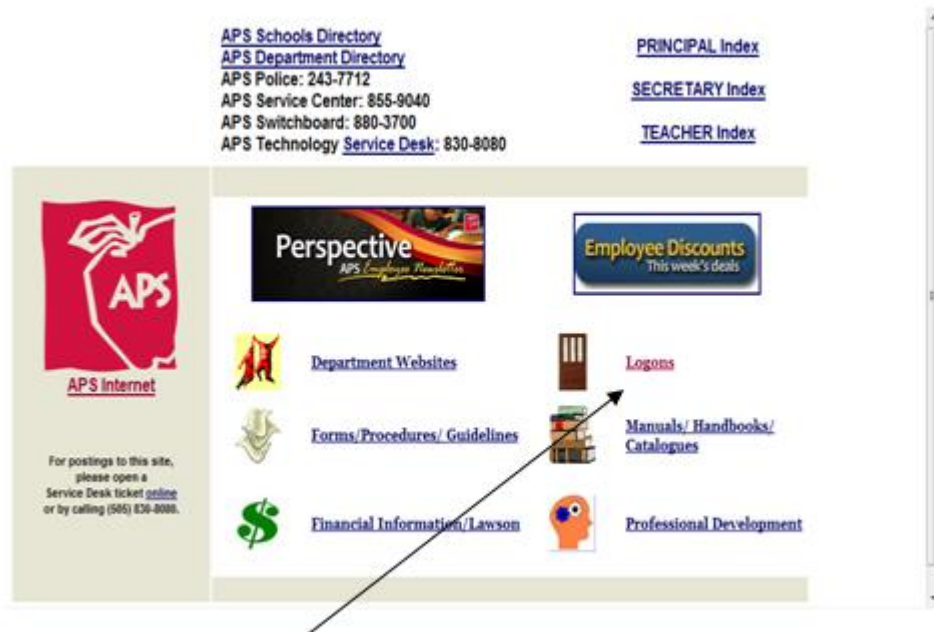 APS Schools Directory
APS Department Directory
APS Police: 243-7712
APS Service Center: 855-9040
APS Switchboard: 880-3700
APS Technology Service Desk: 830-8080
PRINCIPAL Index
SECRETARY Index
TEACHER Index
APS
APS Internet
For postings to this site,
please open a
Service Desk ticket online
or by calling (505) 830-8080.
Perspective
APS Employee Newsletter
Employee Discounts
This week's deals
Department Websites
Logons
Forms/Procedures/ Guidelines
Manuals/ Handbooks/
Catalogues
Financial Information/Lawson
Professional Development